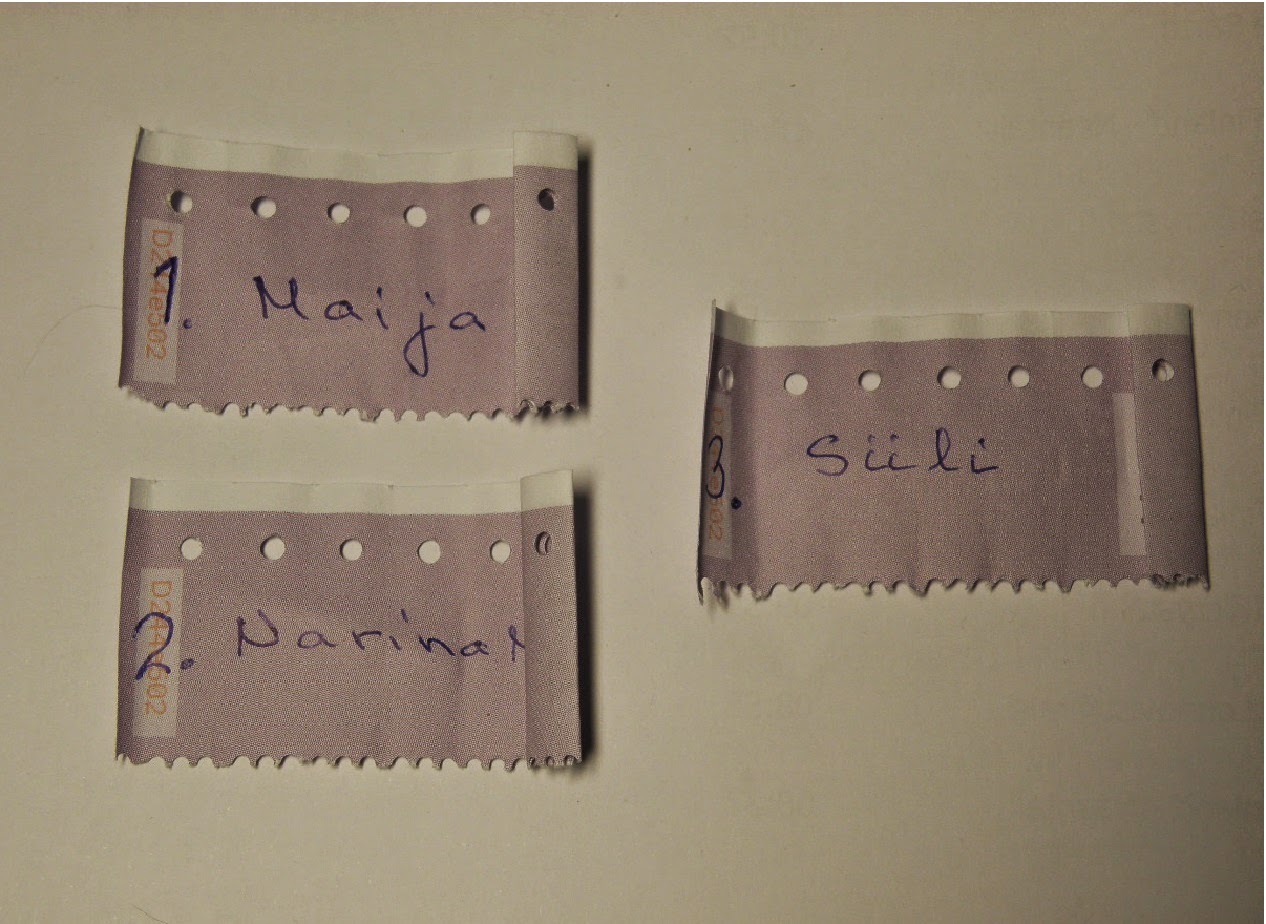 1. Maija
2. Narinat
3. Siili